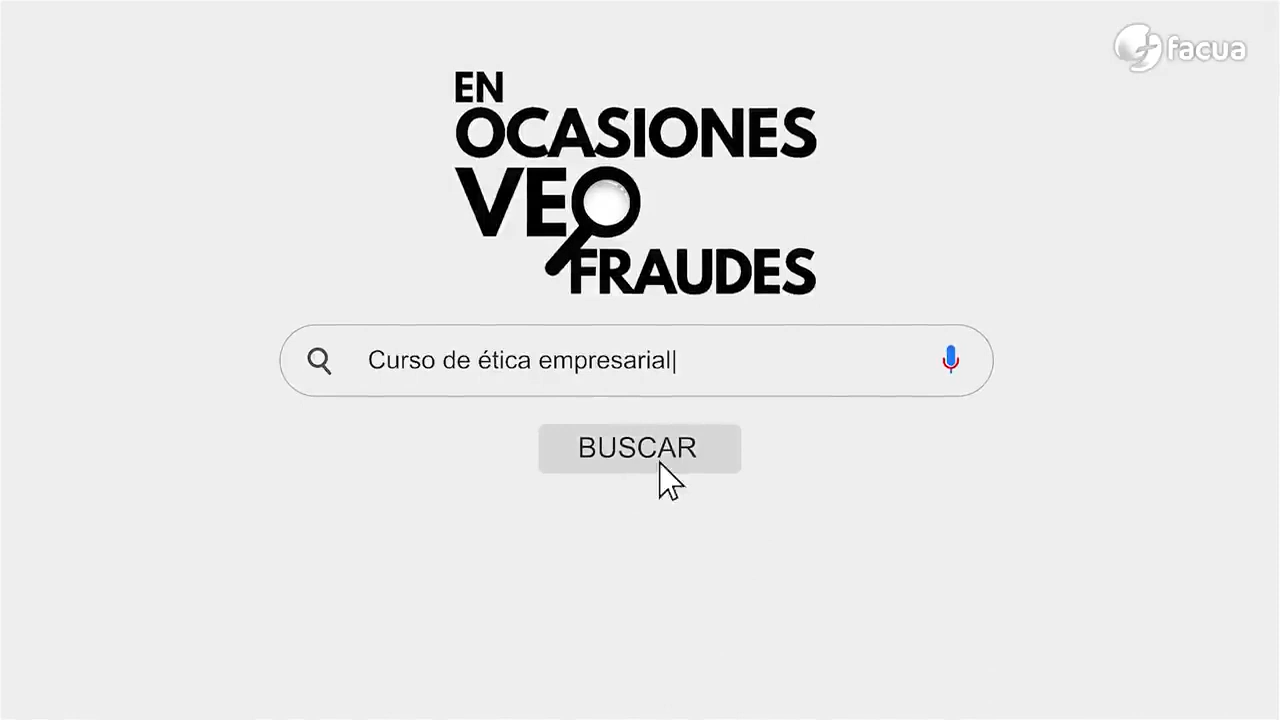 facua
EN
OCASIONES
VEO
FRAUDES
Curso de ética empresarial
BUSCAR